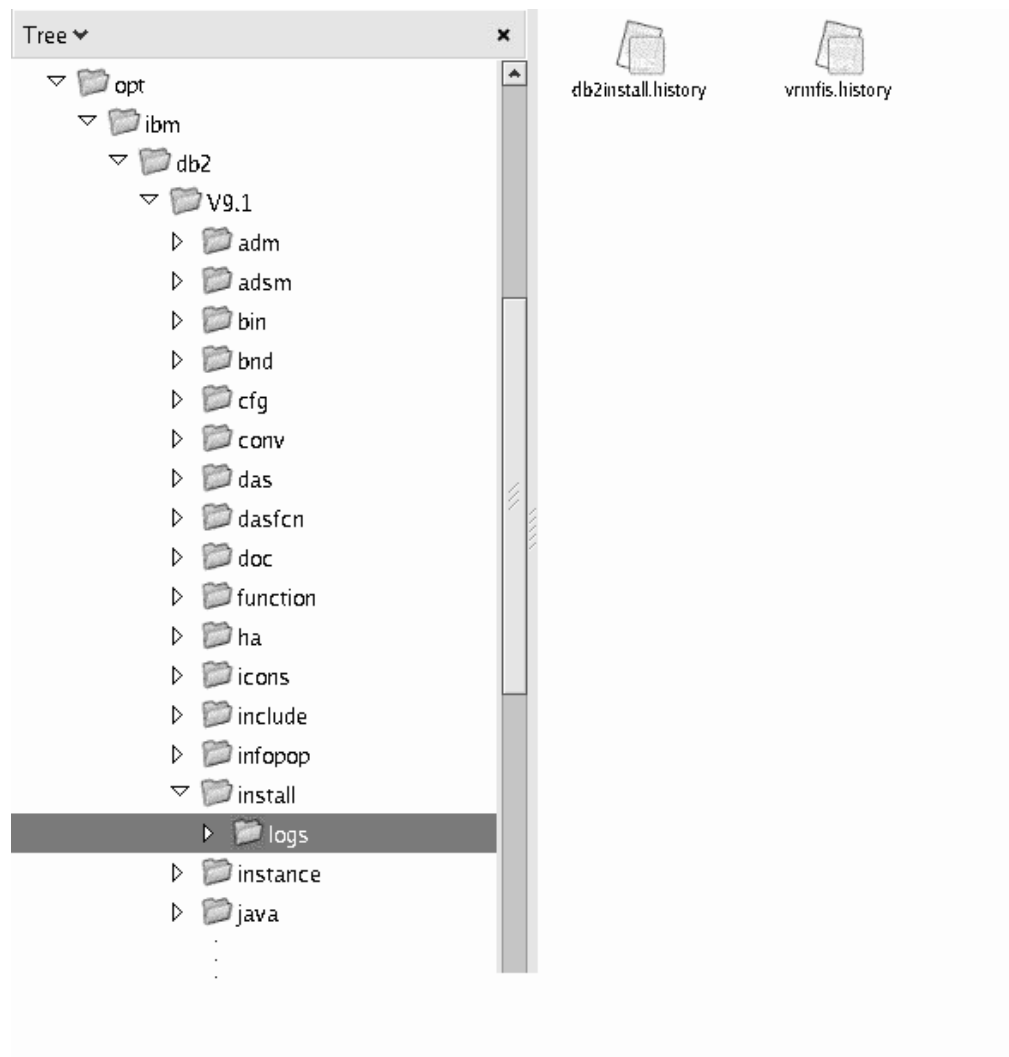 Tree
opt
ibm
db2
V9.1
adm
adsm
bin
bnd
cfg
conv
das
dasfcn
doc
function
ha
icons
include
infopop
install
logs
instance
java
db2install.history
vrmfis.history